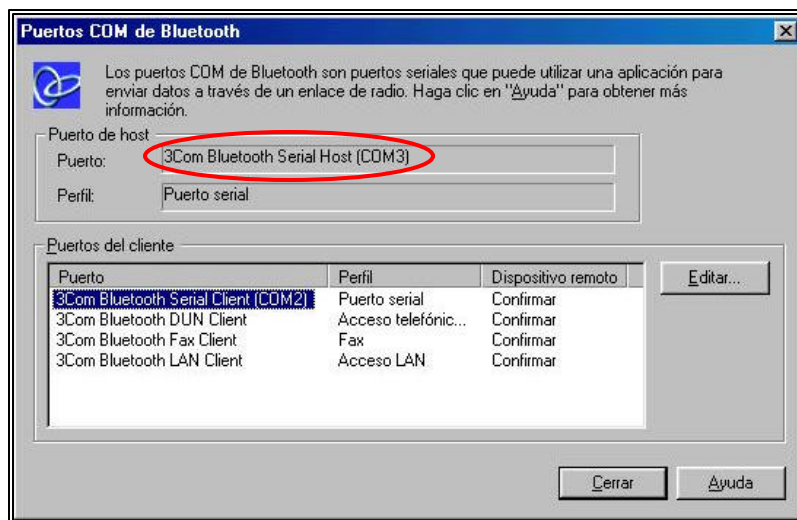 Puertos COM de Bluetooth
Los puertos COM de Bluetooth son puertos seriales que puede utilizar una aplicación para
enviar datos a través de un enlace de radio. Haga clic en "Ayuda" para obtener más
información.
Puerto de host
Puerto: 3Com Bluetooth Serial Host (COM3)
Perfil: Puerto serial
Puertos del cliente
Puerto Perfil Dispositivo remoto Editar...
3Com Bluetooth Serial Client (COM2) Puerto serial Confirmar
3Com Bluetooth DUN Client Acceso telefónic... Confirmar
3Com Bluetooth Fax Client Fax Confirmar
3Com Bluetooth LAN Client Acceso LAN Confirmar
Cerrar Ayuda